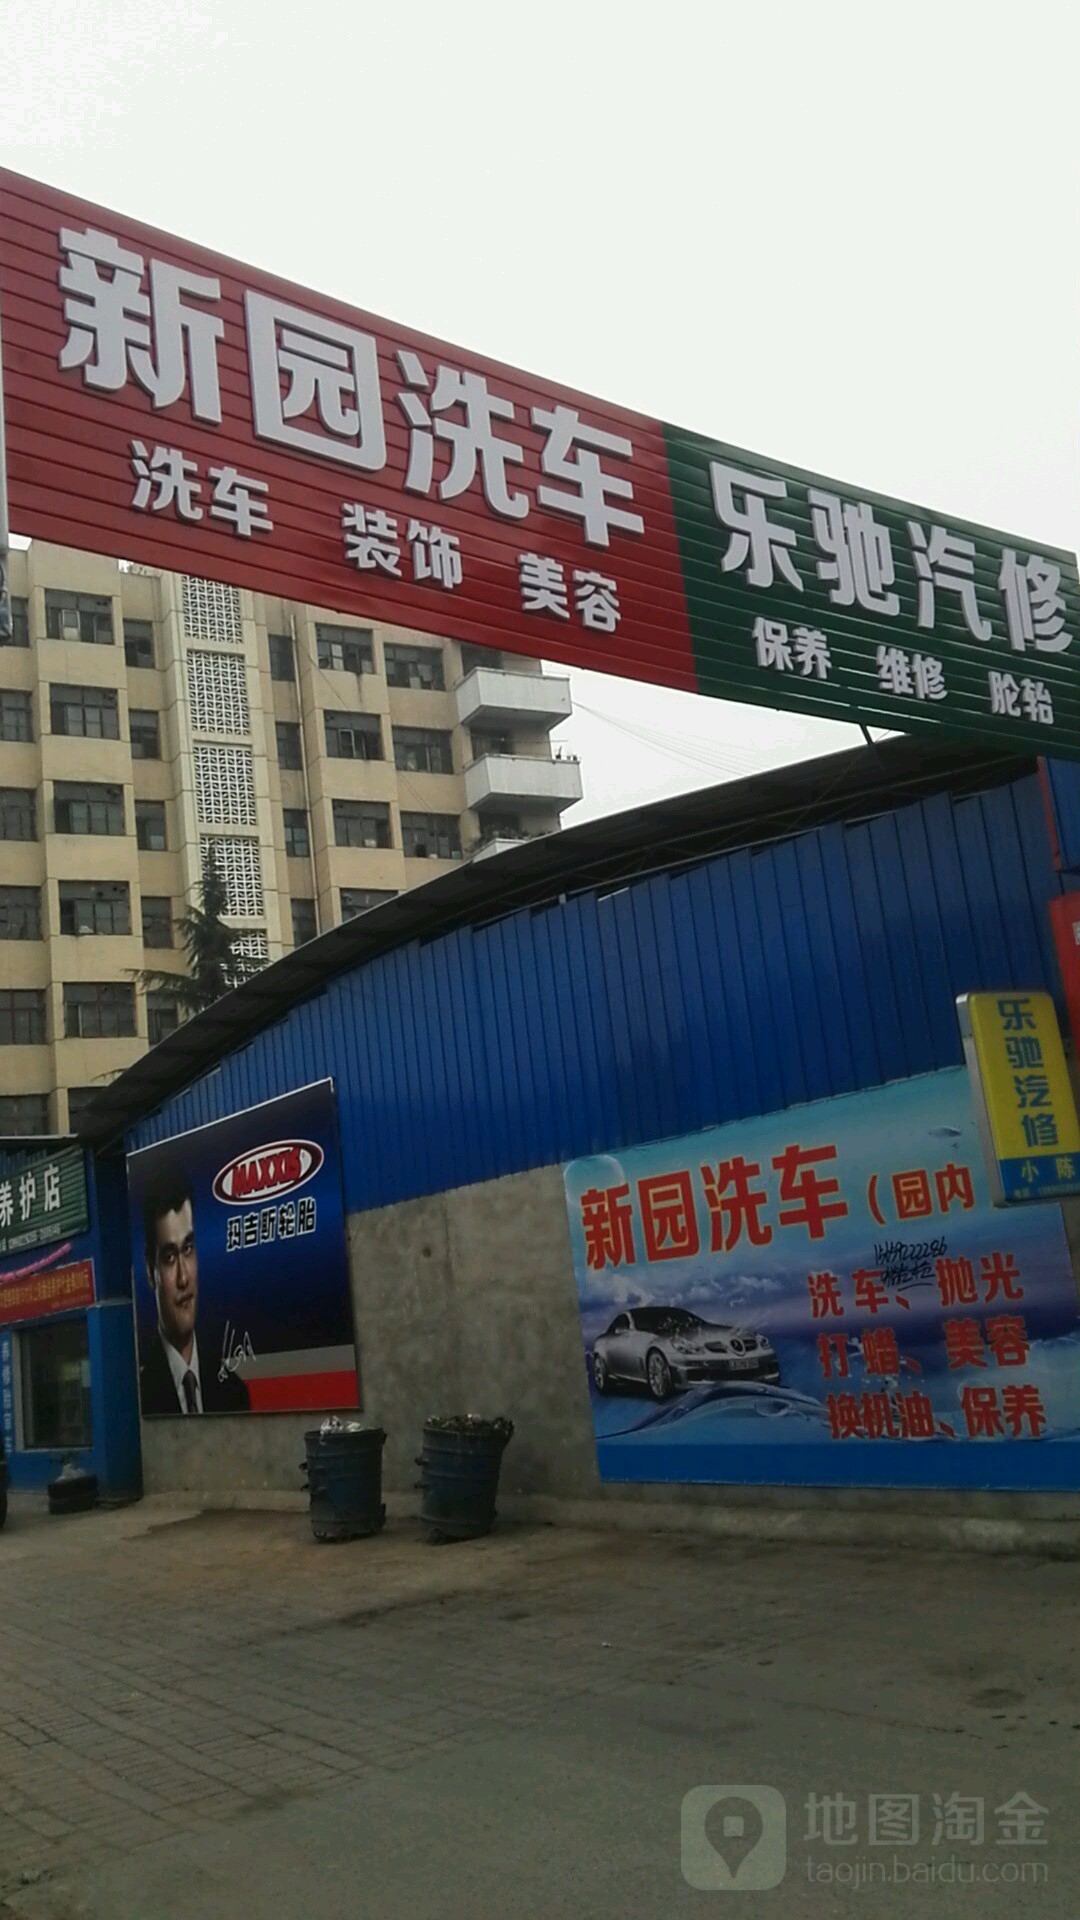 新园洗车
洗车 装饰 美容
乐驰汽修
保养 维修 胎
养护店
MAXXIS
玛吉斯轮胎
乐驰汽修
小陈
新园洗车(园内
洗车、抛光
打蜡、美容
换机油、保养
地图淘金
taojin.baidu.com